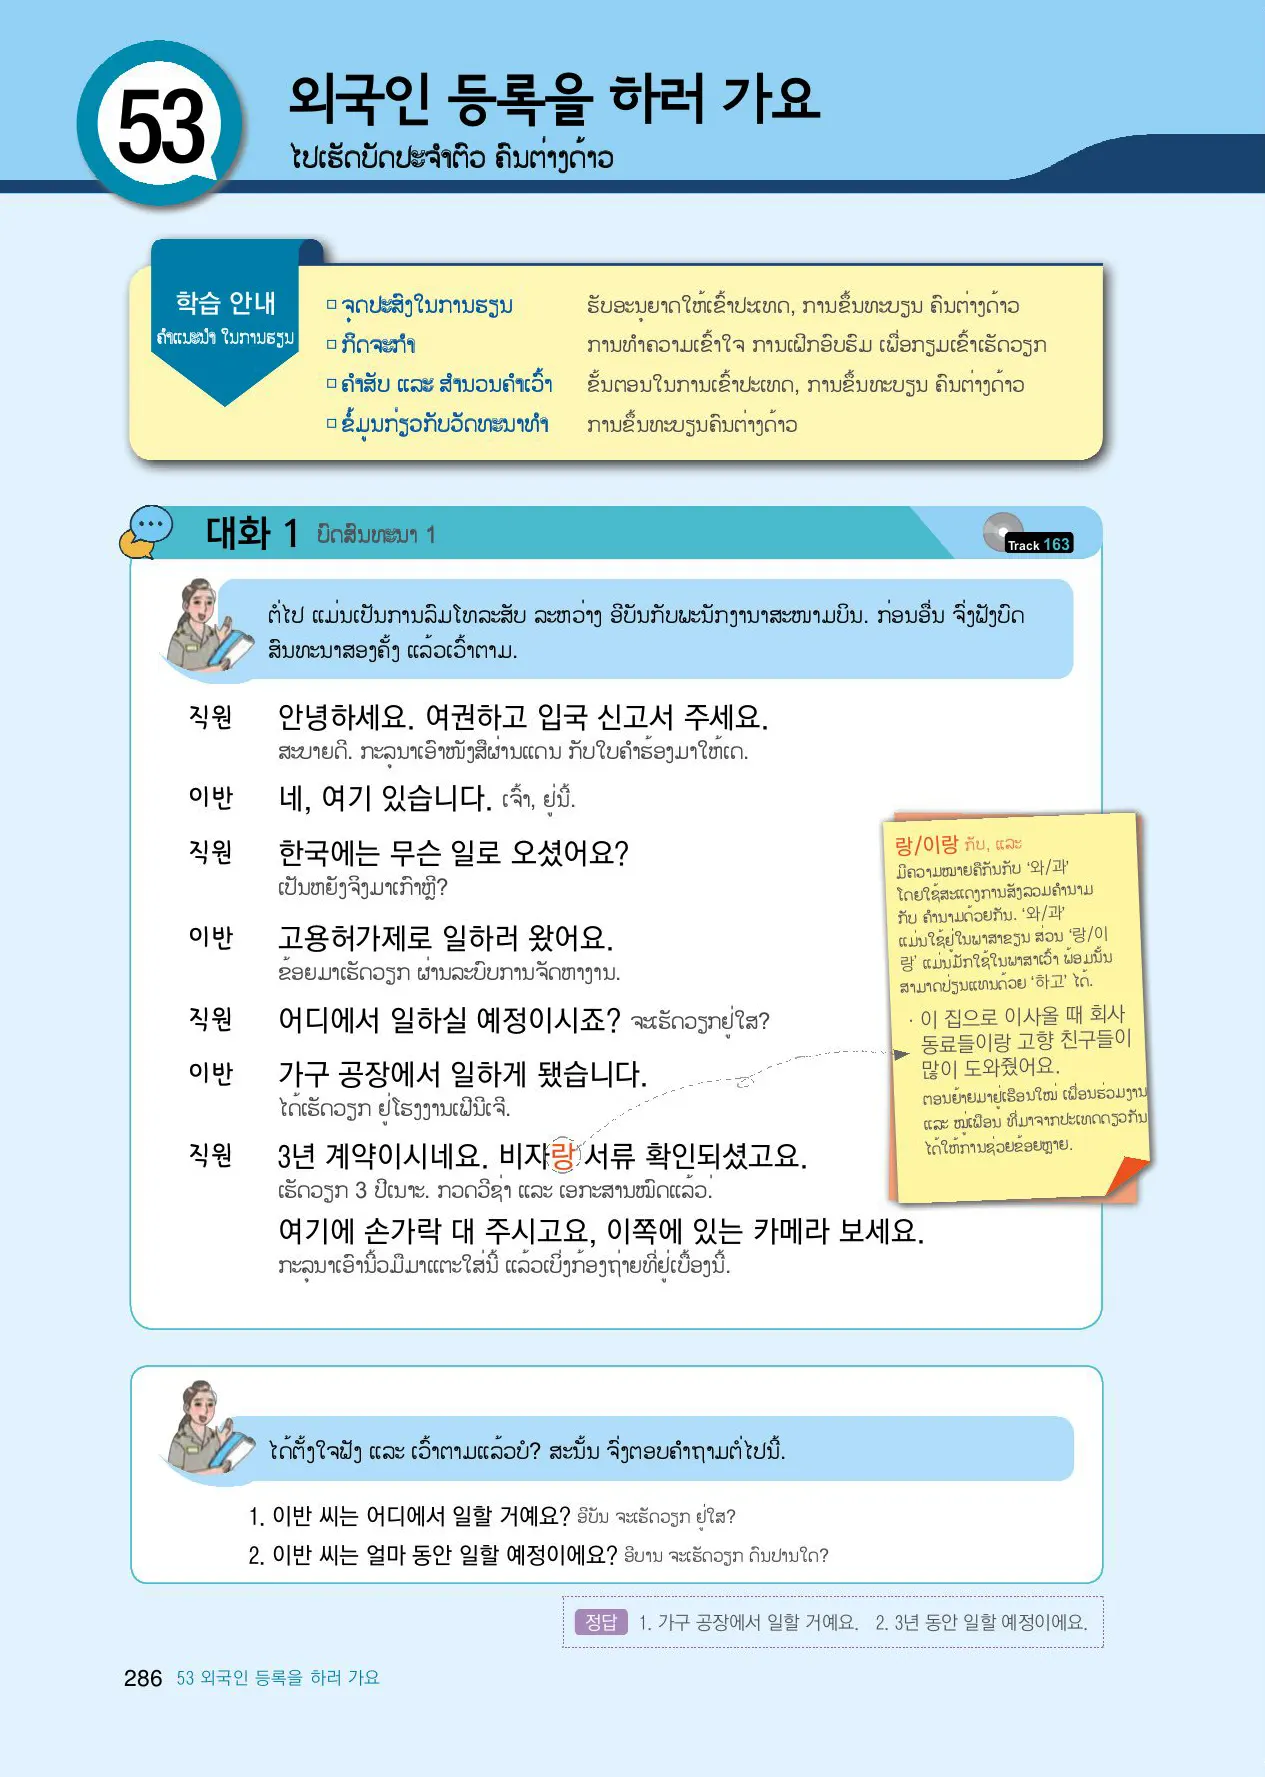 53
외국인 등록을 하러 가요
ໄປເຮັດບັດປະຈຳຕົວ ຄົນຕ່າງດ້າວ
학습 안내
ຄຳແນະນຳ ໃນການຮຽນ
□ ຈຸດປະສົງໃນການຮຽນ ຮັບອະນຸຍາດໃຫ້ເຂົ້າປະເທດ, ການຂຶ້ນທະບຽນ ຄົນຕ່າງດ້າວ
□ ກິດຈະກຳ ການທຳຄວາມເຂົ້າໃຈ ການເຝິກອົບຮົມ ເພື່ອກຽມເຂົ້າເຮັດວຽກ
□ ຄຳສັບ ແລະ ສຳນວນຄຳເວົ້າ ຂັ້ນຕອນໃນການເຂົ້າປະເທດ, ການຂຶ້ນທະບຽນ ຄົນຕ່າງດ້າວ
□ ຂໍ້ມູນກ່ຽວກັບວັດທະນາທຳ ການຂຶ້ນທະບຽນຄົນຕ່າງດ້າວ
대화 1 ບົດສົນທະນາ 1
Track 163
ຕໍ່ໄປ ແມ່ນເປັນການລົມໂທລະສັບ ລະຫວ່າງ ອີບັນກັບພະນັກງານາສະໜາມບິນ. ກ່ອນອື່ນ ຈົ່ງຟັງບົດ
ສົນທະນາສອງຄັ້ງ ແລ້ວເວົ້າຕາມ.
직원 안녕하세요. 여권하고 입국 신고서 주세요.
ສະບາຍດີ. ກະລຸນາເອົາໜັງສືຜ່ານແດນ ກັບໃບຄຳຮ້ອງມາໃຫ້ເດ.
이반 네, 여기 있습니다. ເຈົ້າ, ຢູ່ນີ້.
직원 한국에는 무슨 일로 오셨어요?
ເປັນຫຍັງຈິງມາເກົາຫຼີ?
이반 고용허가제로 일하러 왔어요.
ຂ້ອຍມາເຮັດວຽກ ຜ່ານລະບົບການຈັດຫາງານ.
직원 어디에서 일하실 예정이시죠? ຈະເຮັດວຽກຢູ່ໃສ?
이반 가구 공장에서 일하게 됐습니다.
ໄດ້ເຮັດວຽກ ຢູ່ໂຮງງານເຟີນີເຈີ.
직원 3년 계약이시네요. 비자랑 서류 확인되셨고요.
ເຮັດວຽກ 3 ປີເນາະ. ກວດວີຊ່າ ແລະ ເອກະສານໝົດແລ້ວ່.
여기에 손가락 대 주시고요, 이쪽에 있는 카메라 보세요.
ກະລຸນາເອົານີ້ວມືມາແຕະໃສ່ນີ້ ແລ້ວເບິ່ງກ້ອງຖ່າຍທີ່ຢູ່ເບື້ອງນີ້.
랑/이랑 ກັບ, ແລະ
ມີຄວາມໝາຍຄືກັນກັບ ‘와/과’
ໂດຍໃຊ້ສະແດງການສັງລວມຄຳນາມ
ກັບ ຄຳນາມດ້ວຍກັນ. ‘와/과’
ແມ່ນໃຊ້ຢູ່ໃນພາສາຂຽນ ສ່ວນ ‘랑/이
랑’ ແມ່ນມັກໃຊ້ໃນພາສາເວົ້າ ພ້ອມນັ້ນ
ສາມາດປ່ຽນແທນດ້ວຍ ‘하고’ ໄດ້.
· 이 집으로 이사올 때 회사
동료들이랑 고향 친구들이
많이 도와줬어요.
ຕອນຍ້າຍມາຢູ່ເຮືອນໃໝ່ ເພື່ອນຮ່ວມງານ
ແລະ ໝູ່ເພື່ອນ ທີ່ມາຈາກປະເທດດຽວກັນ
ໄດ້ໃຫ້ການຊ່ວຍຂ້ອຍຫຼາຍ.
ໄດ້ຕັ້ງໃຈຟັງ ແລະ ເວົ້າຕາມແລ້ວບໍ? ສະນັ້ນ ຈົ່ງຕອບຄຳຖາມຕໍ່ໄປນີ້.
1. 이반 씨는 어디에서 일할 거예요? ອີບັນ ຈະເຮັດວຽກ ຢູ່ໃສ?
2. 이반 씨는 얼마 동안 일할 예정이에요? ອີບານ ຈະເຮັດວຽກ ດົນປານໃດ?
정답 1. 가구 공장에서 일할 거예요. 2. 3년 동안 일할 예정이에요.
286 53 외국인 등록을 하러 가요